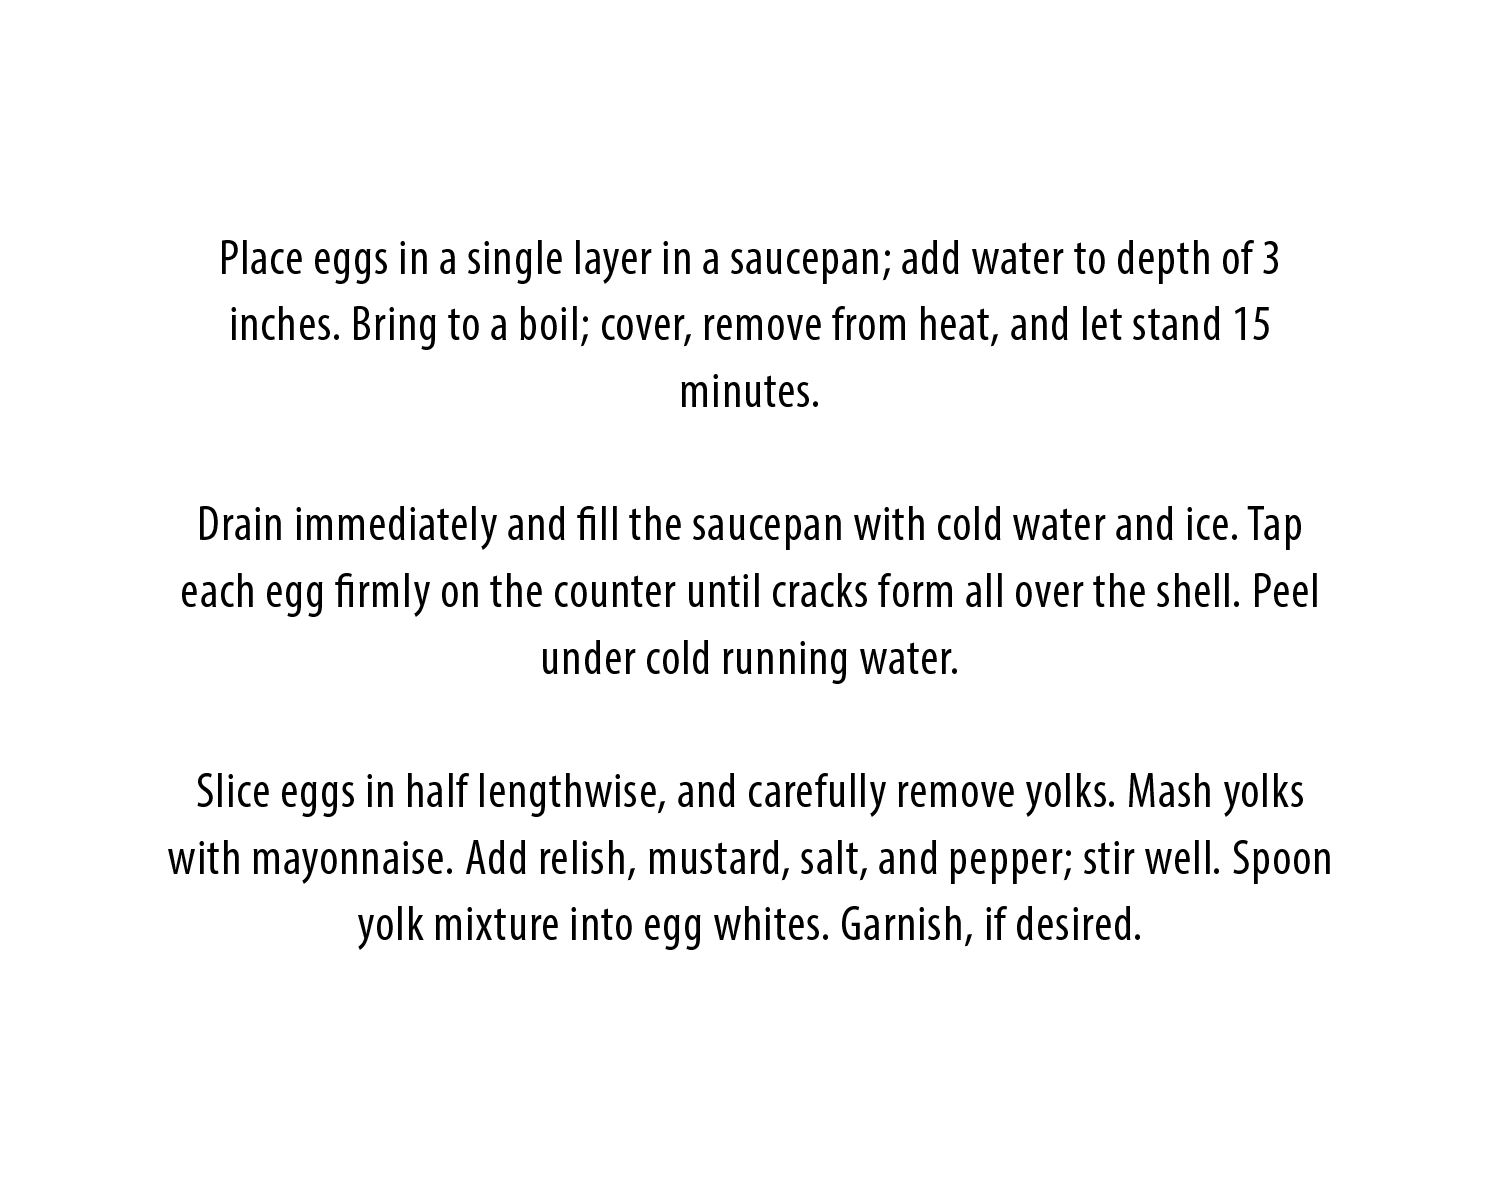 Place eggs in a single layer in a saucepan; add water to depth of 3
inches. Bring to a boil; cover, remove from heat, and let stand 15
minutes.
Drain immediately and fill the saucepan with cold water and ice. Tap
each egg firmly on the counter until cracks form all over the shell. Peel
under cold running water.
Slice eggs in half lengthwise, and carefully remove yolks. Mash yolks
with mayonnaise. Add relish, mustard, salt, and pepper; stir well. Spoon
yolk mixture into egg whites. Garnish, if desired.